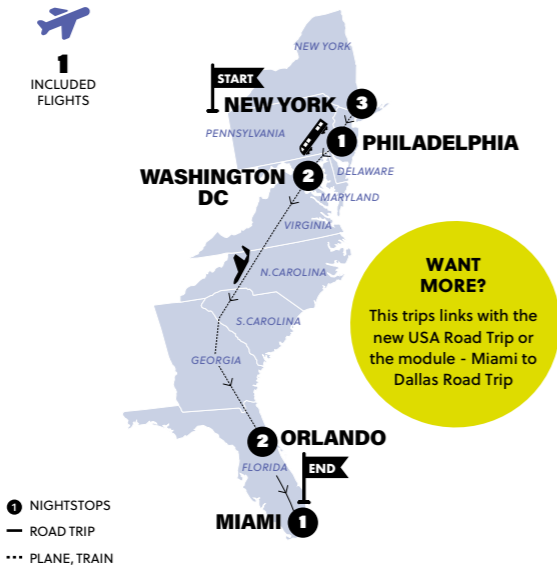 1
INCLUDED
FLIGHTS
NEW YORK
START
NEW YORK 3
PENNSYLVANIA
1 PHILADELPHIA
WASHINGTON 2
DC
DELAWARE
MARYLAND
VIRGINIA
N.CAROLINA
S.CAROLINA
GEORGIA
WANT
MORE?
This trips links with the
new USA Road Trip or
the module - Miami to
Dallas Road Trip
2 ORLANDO
FLORIDA
END
MIAMI 1
1 NIGHTSTOPS
ROAD TRIP
PLANE, TRAIN